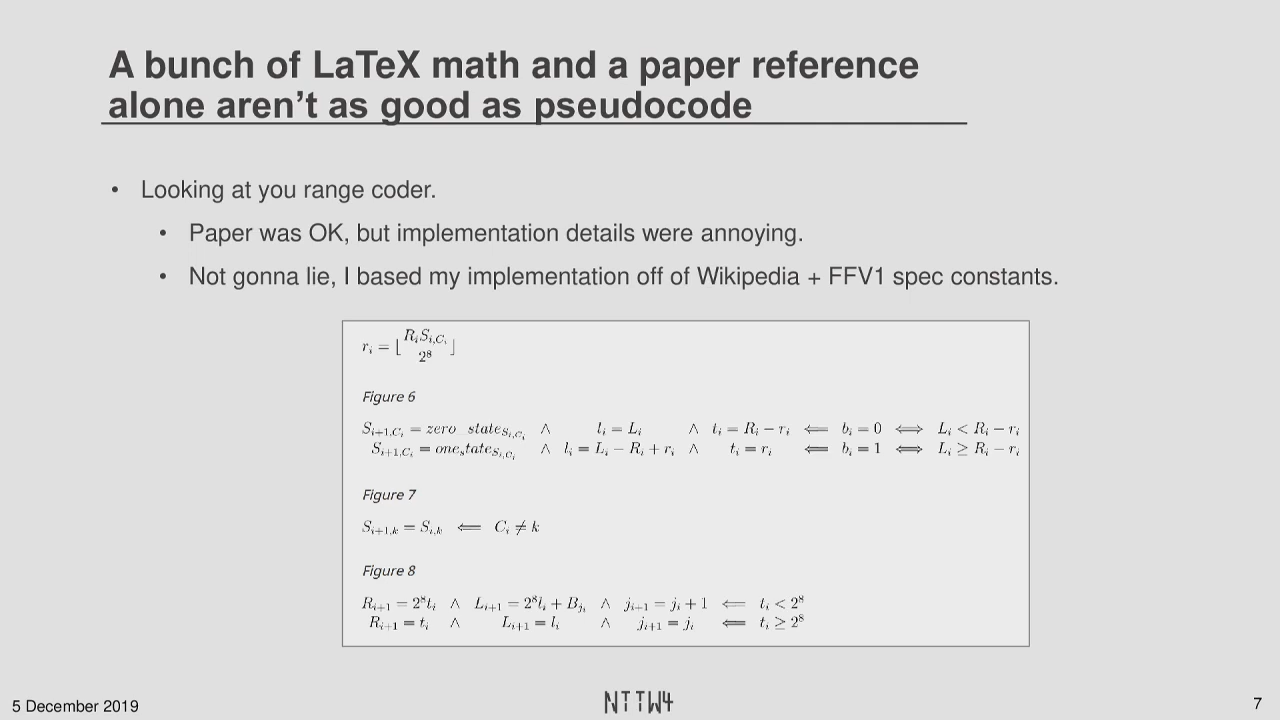 A bunch of LaTeX math and a paper reference
alone aren’t as good as pseudocode
• Looking at you range coder.
• Paper was OK, but implementation details were annoying.
• Not gonna lie, I based my implementation off of Wikipedia + FFV1 spec constants.
r_i = ⌊ R_i S_{i,C_i} / 2^8 ⌋
Figure 6
S_{i+1,C_i} = zero_state_{S_{i,C_i}} ∧ l_i = L_i ∧ t_i = R_i − r_i ⟸ b_i = 0 ⟺ L_i < R_i − r_i
S_{i+1,C_i} = one_state_{S_{i,C_i}} ∧ l_i = L_i − R_i + r_i ∧ t_i = r_i ⟸ b_i = 1 ⟺ L_i ≥ R_i − r_i
Figure 7
S_{i+1,k} = S_{i,k} ⟸ C_i ≠ k
Figure 8
R_{i+1} = 2^8 t_i ∧ L_{i+1} = 2^8 l_i + B_{j_i} ∧ j_{i+1} = j_i + 1 ⟸ t_i < 2^8
R_{i+1} = t_i ∧ L_{i+1} = l_i ∧ j_{i+1} = j_i ⟸ t_i ≥ 2^8
5 December 2019
NTTW4
7